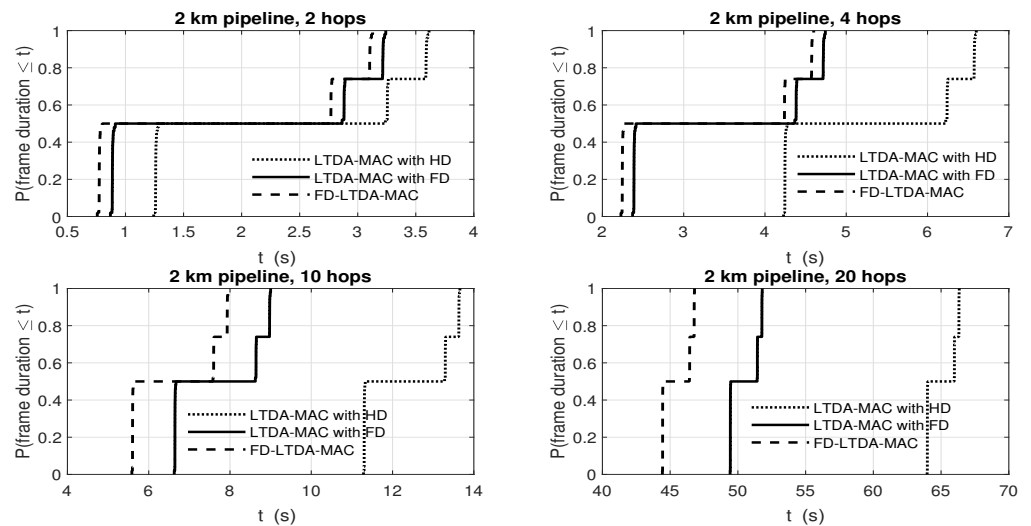 2 km pipeline, 2 hops
P(frame duration ≤ t)
1
0.8
0.6
0.4
0.2
0
LTDA-MAC with HD
LTDA-MAC with FD
FD-LTDA-MAC
0.5 1 1.5 2 2.5 3 3.5 4
t (s)
2 km pipeline, 4 hops
P(frame duration ≤ t)
1
0.8
0.6
0.4
0.2
0
LTDA-MAC with HD
LTDA-MAC with FD
FD-LTDA-MAC
2 3 4 5 6 7
t (s)
2 km pipeline, 10 hops
P(frame duration ≤ t)
1
0.8
0.6
0.4
0.2
0
LTDA-MAC with HD
LTDA-MAC with FD
FD-LTDA-MAC
4 6 8 10 12 14
t (s)
2 km pipeline, 20 hops
P(frame duration ≤ t)
1
0.8
0.6
0.4
0.2
0
LTDA-MAC with HD
LTDA-MAC with FD
FD-LTDA-MAC
40 45 50 55 60 65 70
t (s)